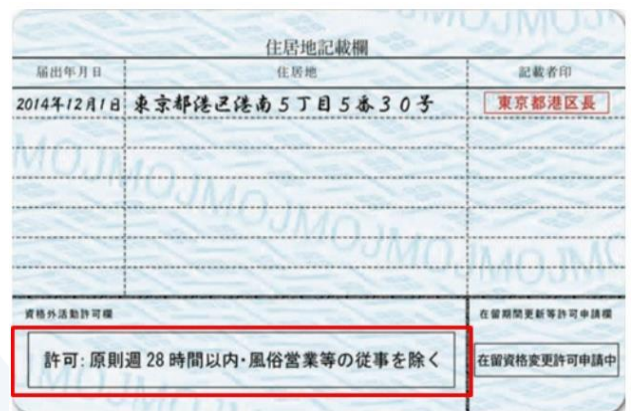 住居地記載欄
届出年月日 住居地 記載者印
2014年12月1日 東京都港区港南5丁目5番30号 東京都港区長
資格外活動許可欄 在留期間更新等許可申請欄
許可:原則週28時間以内・風俗営業等の従事を除く 在留資格変更許可申請中
MOJMOJMOJMOJMOJMOJMO